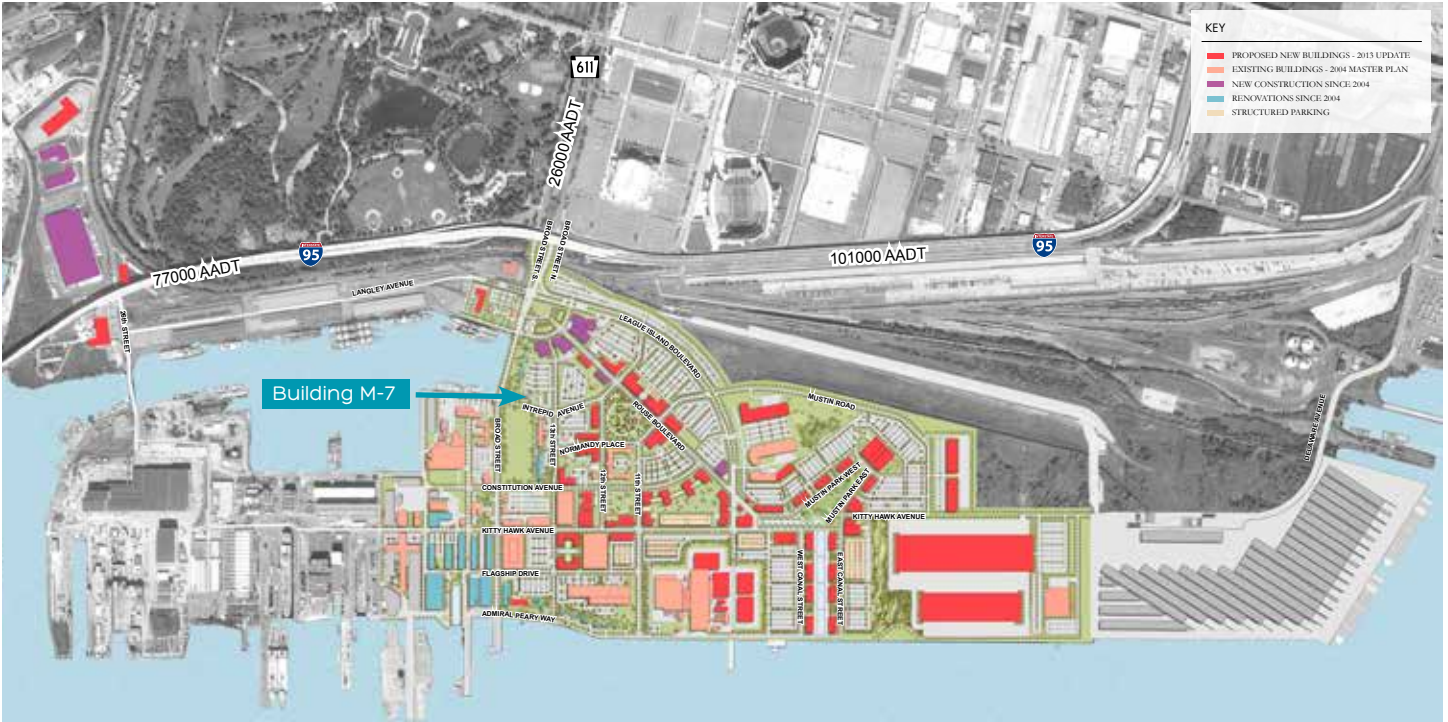 KEY
PROPOSED NEW BUILDINGS - 2013 UPDATE
EXISTING BUILDINGS - 2004 MASTER PLAN
NEW CONSTRUCTION SINCE 2004
RENOVATIONS SINCE 2004
STRUCTURED PARKING
611
26000 AADT
BROAD STREET S.
BROAD STREET N.
95
95
77000 AADT
101000 AADT
LANGLEY AVENUE
26th STREET
LEAGUE ISLAND BOULEVARD
Building M-7
INTREPID AVENUE
ROUSE BOULEVARD
MUSTIN ROAD
DELAWARE AVENUE
BROAD STREET
13th STREET
NORMANDY PLACE
12th STREET
11th STREET
CONSTITUTION AVENUE
MUSTIN PARK WEST
MUSTIN PARK EAST
KITTY HAWK AVENUE
KITTY HAWK AVENUE
FLAGSHIP DRIVE
WEST CANAL STREET
EAST CANAL STREET
ADMIRAL PEARY WAY